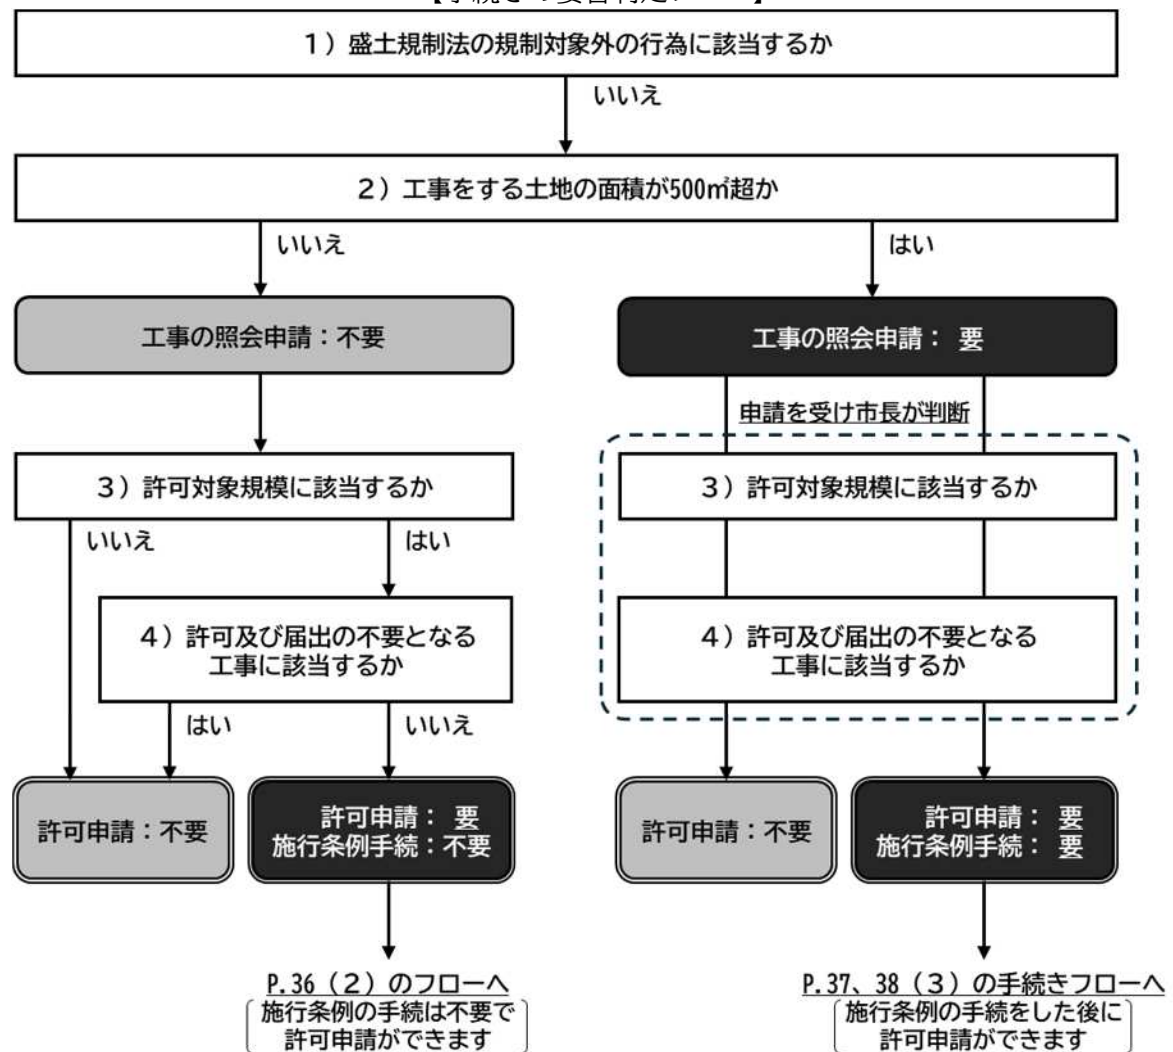 １）盛土規制法の規制対象外の行為に該当するか
いいえ
２）工事をする土地の面積が500㎡超か
いいえ
はい
工事の照会申請：不要
工事の照会申請： 要
申請を受け市長が判断
３）許可対象規模に該当するか
３）許可対象規模に該当するか
いいえ
はい
４）許可及び届出の不要となる
工事に該当するか
４）許可及び届出の不要となる
工事に該当するか
はい
いいえ
許可申請：不要
許可申請： 要
施行条例手続：不要
許可申請：不要
許可申請： 要
施行条例手続： 要
P.36（２）のフローへ
施行条例の手続は不要で
許可申請ができます
P.37、38（３）の手続きフローへ
施行条例の手続をした後に
許可申請ができます